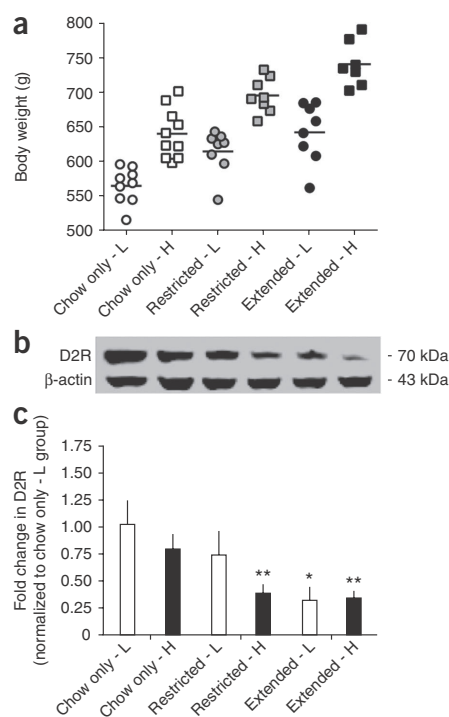 a
Body weight (g)
800
700
650
600
550
500
Chow only - L
Chow only - H
Restricted - L
Restricted - H
Extended - L
Extended - H
b
D2R
β-actin
- 70 kDa
- 43 kDa
c
Fold change in D2R
(normalized to chow only - L group)
1.75
1.50
1.25
1.00
0.75
0.50
0.25
0
**
*
**
Chow only - L
Chow only - H
Restricted - L
Restricted - H
Extended - L
Extended - H